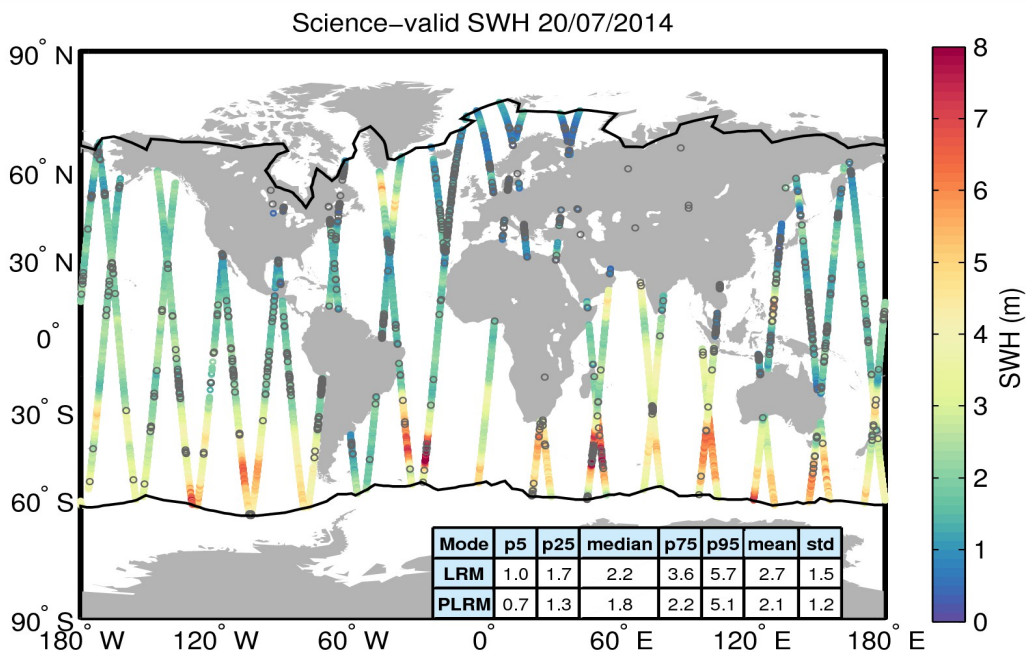 Science−valid SWH 20/07/2014
90° N
60° N
30° N
0°
30° S
60° S
90° S
180° W
120° W
60° W
0°
60° E
120° E
180° E
8
7
6
5
4
3
2
1
0
SWH (m)
Mode p5 p25 median p75 p95 mean std
LRM 1.0 1.7 2.2 3.6 5.7 2.7 1.5
PLRM 0.7 1.3 1.8 2.2 5.1 2.1 1.2